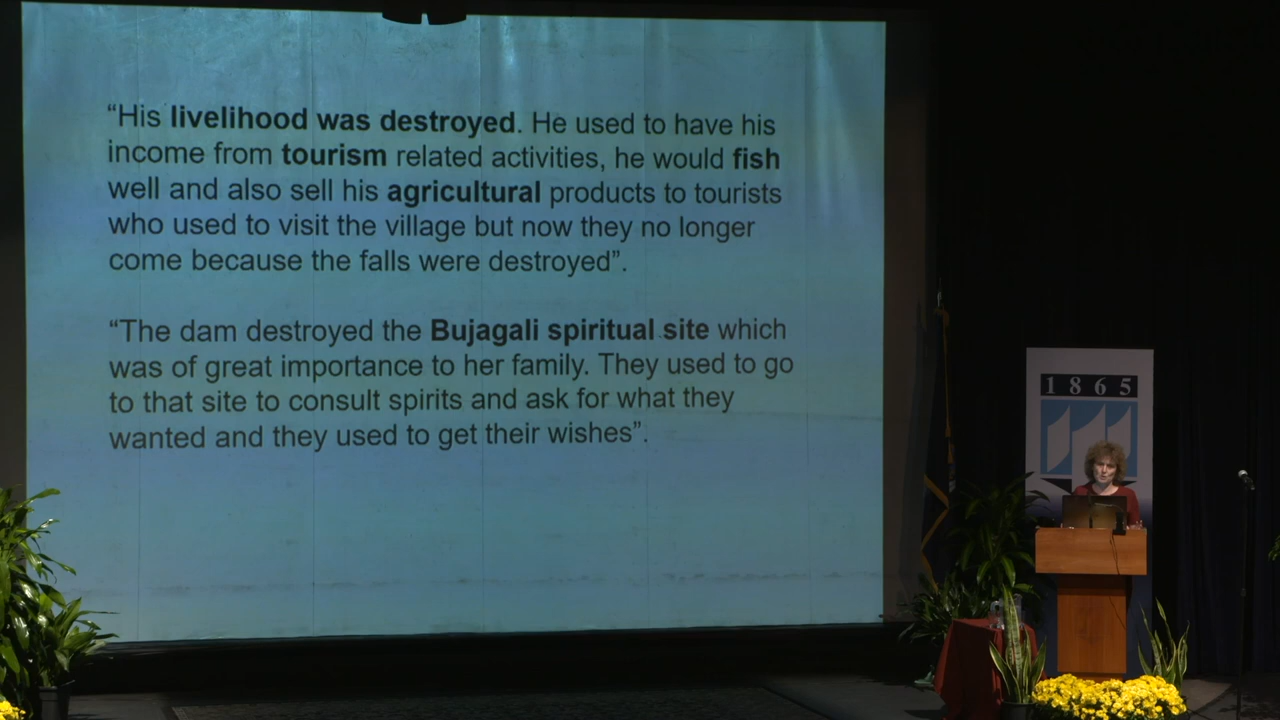 “His livelihood was destroyed. He used to have his
income from tourism related activities, he would fish
well and also sell his agricultural products to tourists
who used to visit the village but now they no longer
come because the falls were destroyed”.
“The dam destroyed the Bujagali spiritual site which
was of great importance to her family. They used to go
to that site to consult spirits and ask for what they
wanted and they used to get their wishes”.
1865